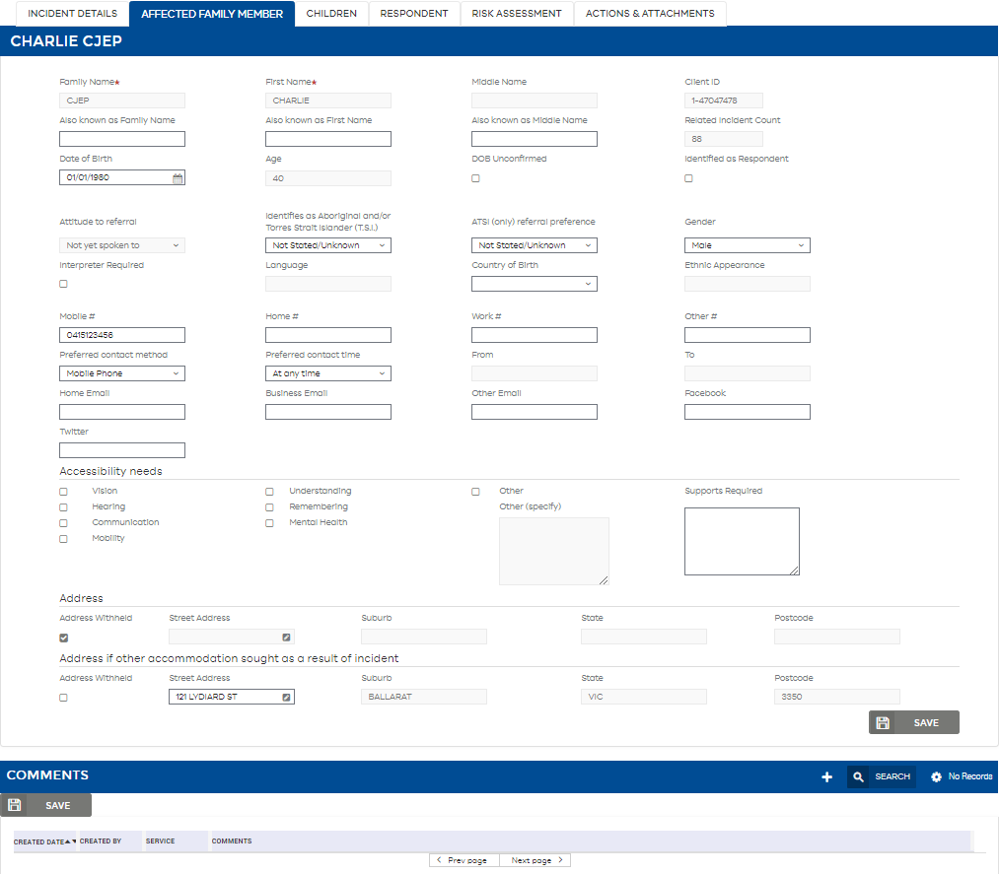 INCIDENT DETAILS AFFECTED FAMILY MEMBER CHILDREN RESPONDENT RISK ASSESSMENT ACTIONS & ATTACHMENTS
CHARLIE CJEP
Family Name* First Name* Middle Name Client ID
CJEP CHARLIE 1-47047478
Also known as Family Name Also known as First Name Also known as Middle Name Related Incident Count
88
Date of Birth Age DOB Unconfirmed Identified as Respondent
01/01/1980 40
Attitude to referral Identifies as Aboriginal and/or Torres Strait Islander (T.S.I.) ATSI (only) referral preference Gender
Not yet spoken to Not Stated/Unknown Not Stated/Unknown Male
Interpreter Required Language Country of Birth Ethnic Appearance
Mobile # Home # Work # Other #
0415123456
Preferred contact method Preferred contact time From To
Mobile Phone At any time
Home Email Business Email Other Email Facebook
Twitter
Accessibility needs
Vision Understanding Other Supports Required
Hearing Remembering Other (specify)
Communication Mental Health
Mobility
Address
Address Withheld Street Address Suburb State Postcode
Address if other accommodation sought as a result of incident
Address Withheld Street Address Suburb State Postcode
121 LYDIARD ST BALLARAT VIC 3350
SAVE
COMMENTS SEARCH No Records
SAVE
CREATED DATE CREATED BY SERVICE COMMENTS
Prev page Next page